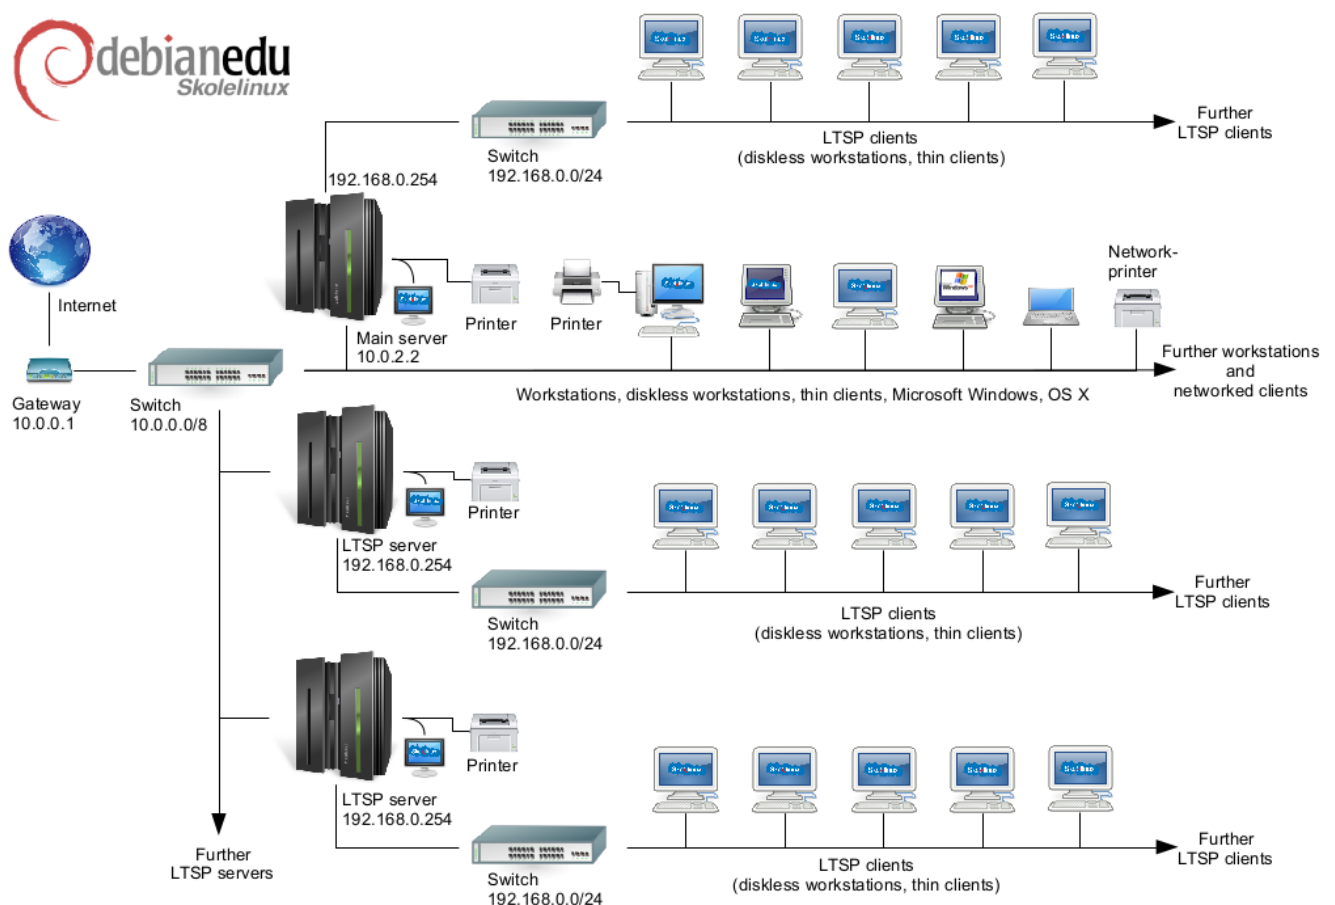 debianedu
Skolelinux
Further
LTSP clients
LTSP clients
(diskless workstations, thin clients)
Switch
192.168.0.0/24
192.168.0.254
Internet
Network-
printer
Printer
Printer
Main server
10.0.2.2
Windows
Gateway
10.0.0.1
Switch
10.0.0.0/8
Further workstations
and
networked clients
Workstations, diskless workstations, thin clients, Microsoft Windows, OS X
Printer
LTSP server
192.168.0.254
Switch
192.168.0.0/24
LTSP clients
(diskless workstations, thin clients)
Further
LTSP clients
Printer
LTSP server
192.168.0.254
Further
LTSP servers
Switch
192.168.0.0/24
LTSP clients
(diskless workstations, thin clients)
Further
LTSP clients